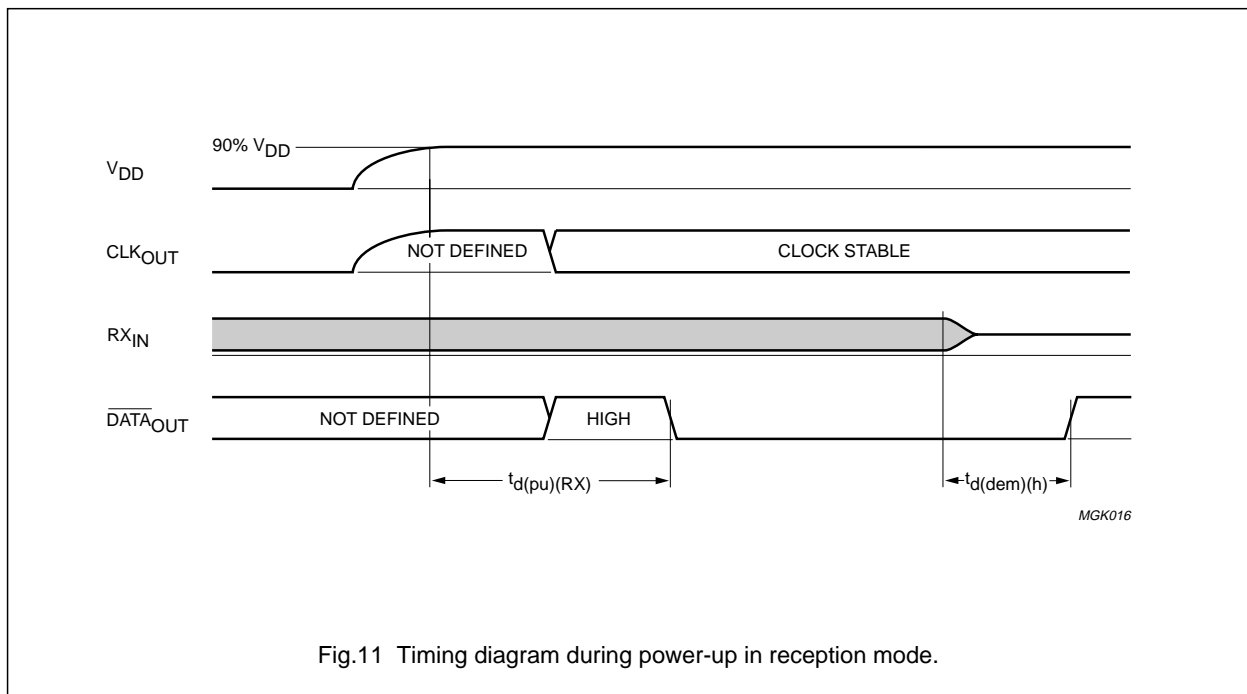 90% VDD
VDD
CLKOUT
NOT DEFINED
CLOCK STABLE
RXIN
DATAOUT
NOT DEFINED
HIGH
td(pu)(RX)
td(dem)(h)
MGK016
Fig.11 Timing diagram during power-up in reception mode.